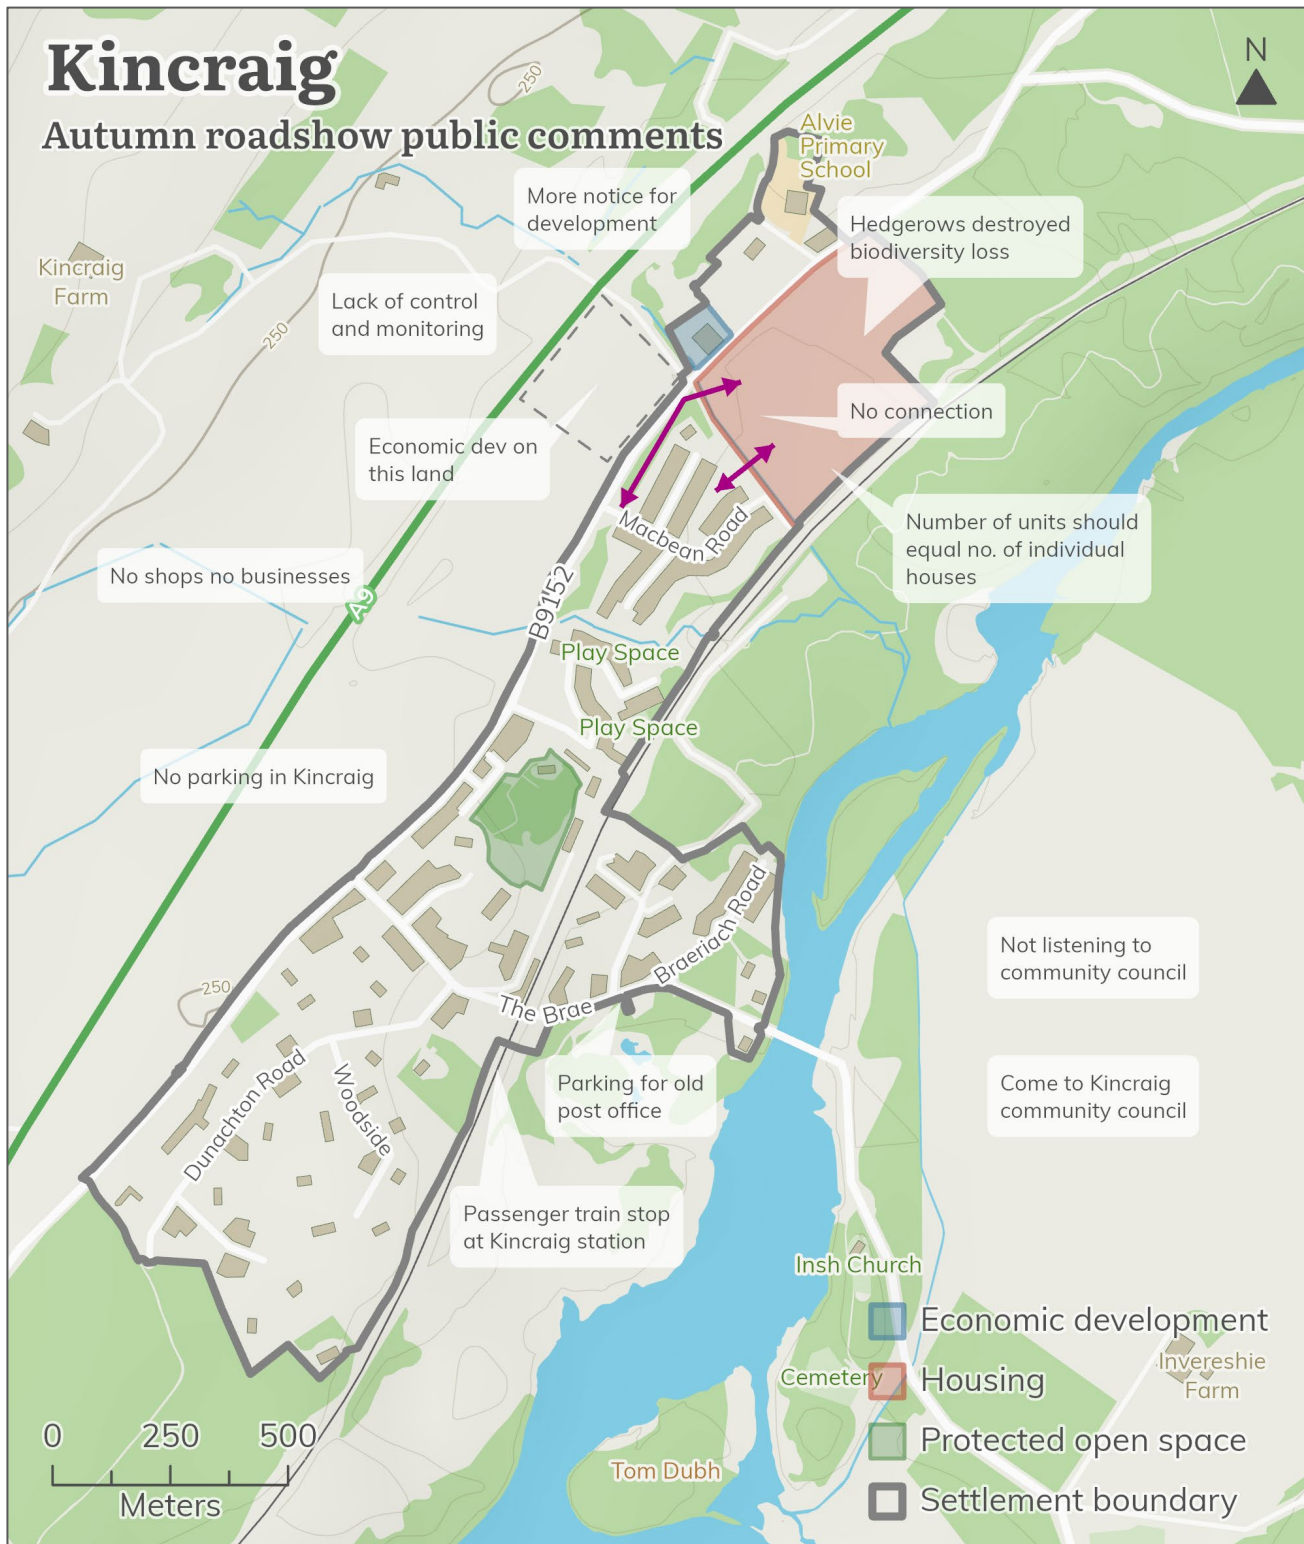 Kincraig
Autumn roadshow public comments
N
250
Alvie
Primary
School
More notice for
development
Hedgerows destroyed
biodiversity loss
Kincraig
Farm
Lack of control
and monitoring
250
No connection
Economic dev on
this land
Number of units should
equal no. of individual
houses
Macbean Road
No shops no businesses
A9
B9152
Play Space
Play Space
No parking in Kincraig
Braeriach Road
Not listening to
community council
250
The Brae
Parking for old
post office
Come to Kincraig
community council
Dunachton Road
Woodside
Passenger train stop
at Kincraig station
Insh Church
Economic development
Invereshie
Farm
Cemetery
Housing
0 250 500
Meters
Protected open space
Tom Dubh
Settlement boundary